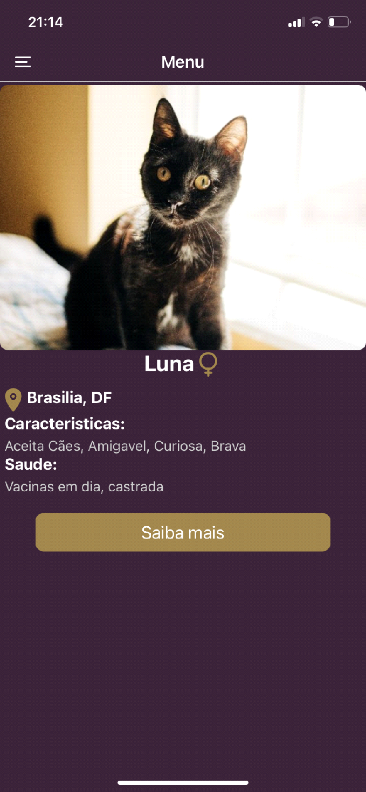 21:14
Menu
Luna
Brasilia, DF
Caracteristicas:
Aceita Cães, Amigavel, Curiosa, Brava
Saude:
Vacinas em dia, castrada
Saiba mais